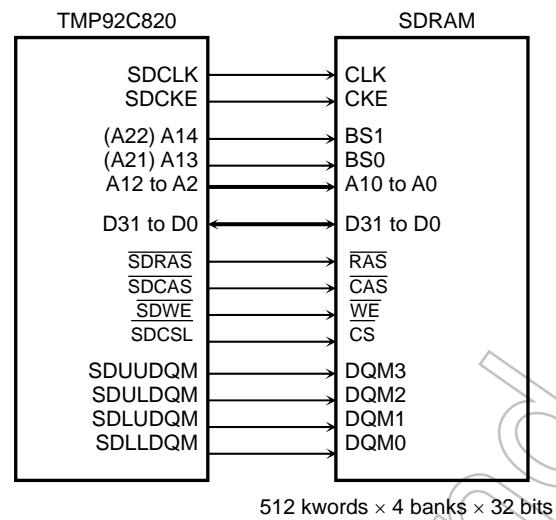 TMP92C820 SDRAM
SDCLK CLK
SDCKE CKE
(A22) A14 BS1
(A21) A13 BS0
A12 to A2 A10 to A0
D31 to D0 D31 to D0
SDRAS RAS
SDCAS CAS
SDWE WE
SDCSL CS
SDUUDQM DQM3
SDULDQM DQM2
SDLUDQM DQM1
SDLLDQM DQM0
512 kwords × 4 banks × 32 bits